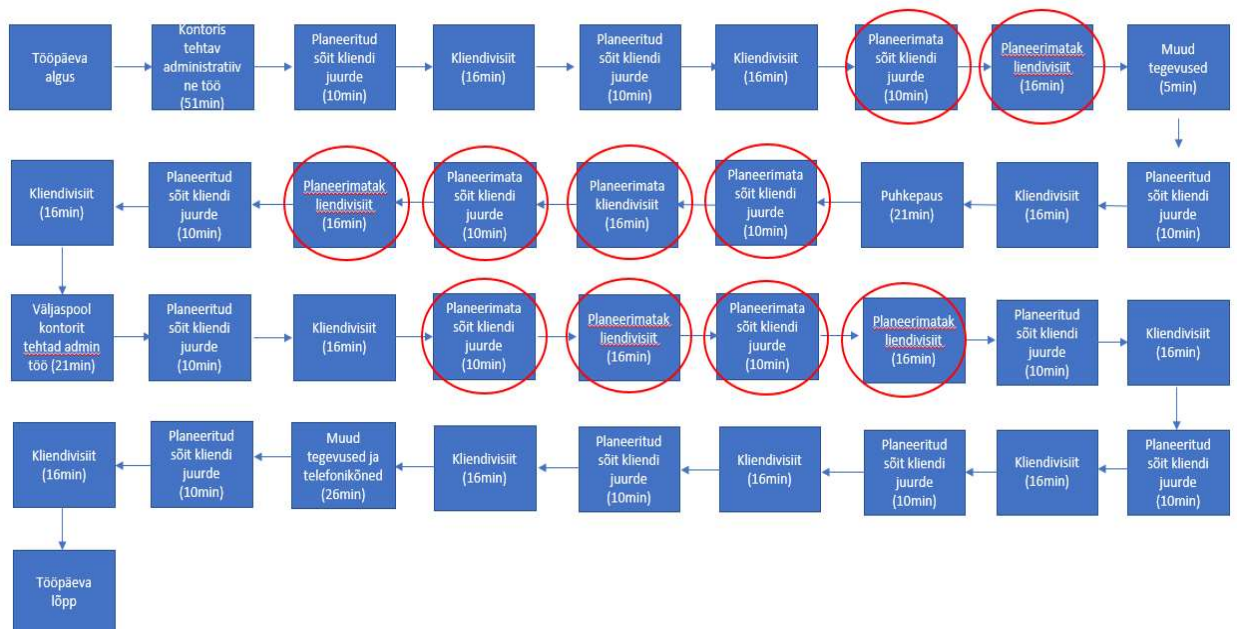 Tööpäeva
algus
Kontoris
tehtav
administratiiv
ne töö
(51min)
Planeeritud
sõit kliendi
juurde
(10min)
Kliendivisiit
(16min)
Planeeritud
sõit kliendi
juurde
(10min)
Kliendivisiit
(16min)
Planeerimata
sõit kliendi
juurde
(10min)
Planeerimatak
liendivisiit
(16min)
Muud
tegevused
(5min)
Kliendivisiit
(16min)
Planeeritud
sõit kliendi
juurde
(10min)
Planeerimatak
liendivisiit
(16min)
Planeerimata
sõit kliendi
juurde
(10min)
Planeerimata
kliendivisiit
(16min)
Planeerimata
sõit kliendi
juurde
(10min)
Puhkepaus
(21min)
Kliendivisiit
(16min)
Planeeritud
sõit kliendi
juurde
(10min)
Väljaspool
kontorit
tehtad admin
töö (21min)
Planeeritud
sõit kliendi
juurde
(10min)
Kliendivisiit
(16min)
Planeerimata
sõit kliendi
juurde
(10min)
Planeerimatak
liendivisiit
(16min)
Planeerimata
sõit kliendi
juurde
(10min)
Planeerimatak
liendivisiit
(16min)
Planeeritud
sõit kliendi
juurde
(10min)
Kliendivisiit
(16min)
Kliendivisiit
(16min)
Planeeritud
sõit kliendi
juurde
(10min)
Muud
tegevused ja
telefonikõned
(26min)
Kliendivisiit
(16min)
Planeeritud
sõit kliendi
juurde
(10min)
Kliendivisiit
(16min)
Planeeritud
sõit kliendi
juurde
(10min)
Kliendivisiit
(16min)
Planeeritud
sõit kliendi
juurde
(10min)
Tööpäeva
lõpp